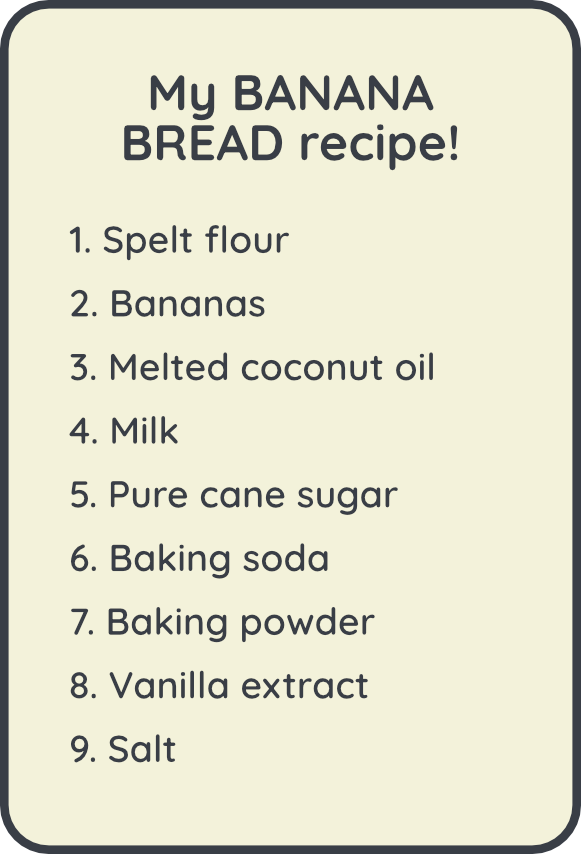 My BANANA
BREAD recipe!
1. Spelt flour
2. Bananas
3. Melted coconut oil
4. Milk
5. Pure cane sugar
6. Baking soda
7. Baking powder
8. Vanilla extract
9. Salt